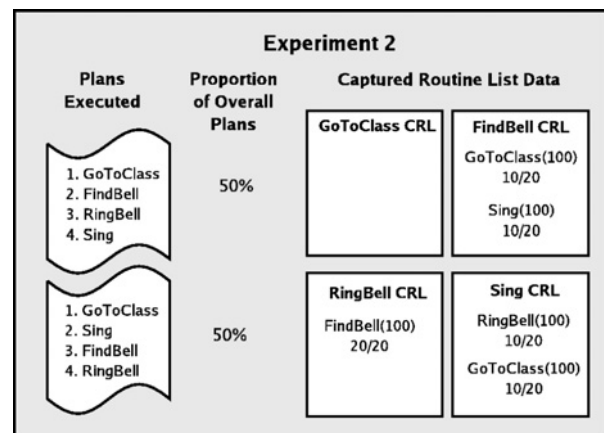 Experiment 2
Plans
Executed
Proportion
of Overall
Plans
Captured Routine List Data
1. GoToClass
2. FindBell
3. RingBell
4. Sing
50%
GoToClass CRL
FindBell CRL
GoToClass(100)
10/20
Sing(100)
10/20
1. GoToClass
2. Sing
3. FindBell
4. RingBell
50%
RingBell CRL
FindBell(100)
20/20
Sing CRL
RingBell(100)
10/20
GoToClass(100)
10/20